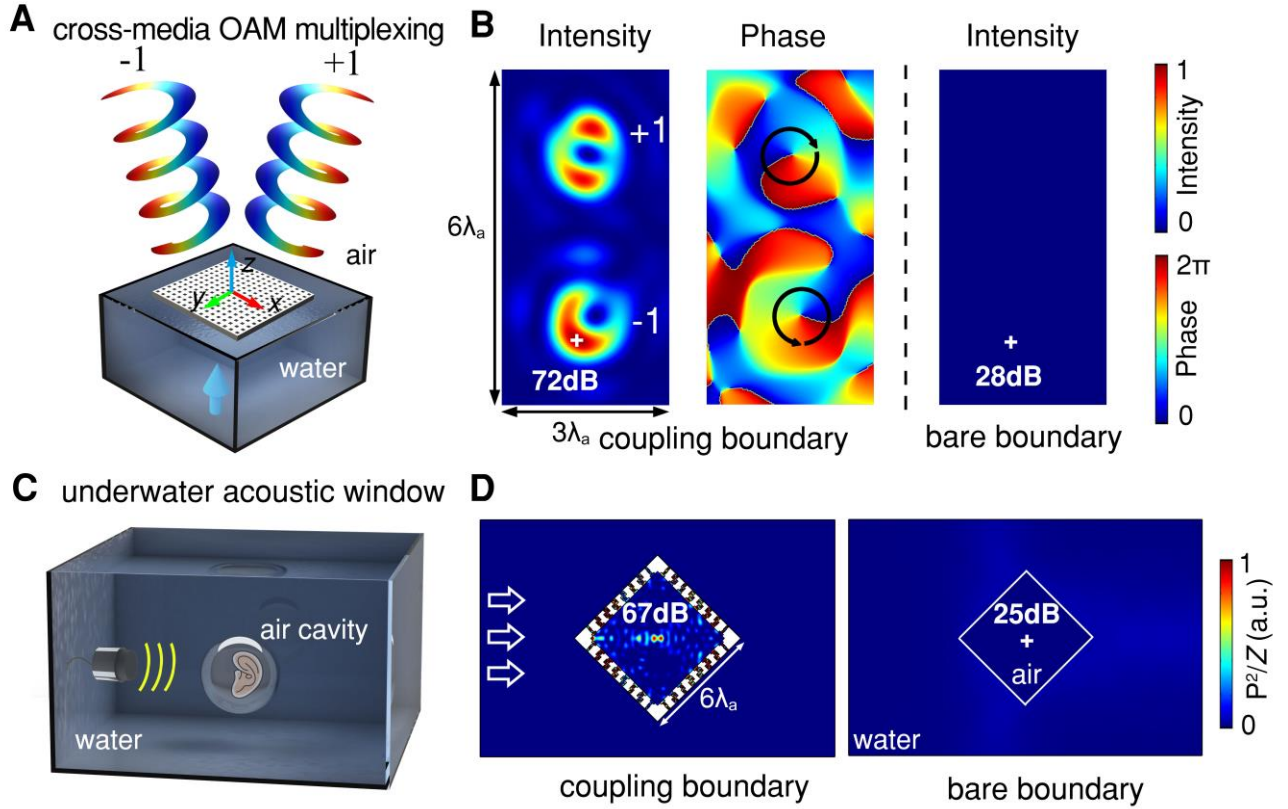 A
cross-media OAM multiplexing
-1
+1
air
z
y
x
water
B
Intensity
Phase
Intensity
+1
-1
72dB
6λa
3λa
coupling boundary
28dB
bare boundary
1
Intensity
0
2π
Phase
0
C
underwater acoustic window
air cavity
water
D
67dB
6λa
coupling boundary
25dB
air
water
bare boundary
1
P²/Z (a.u.)
0